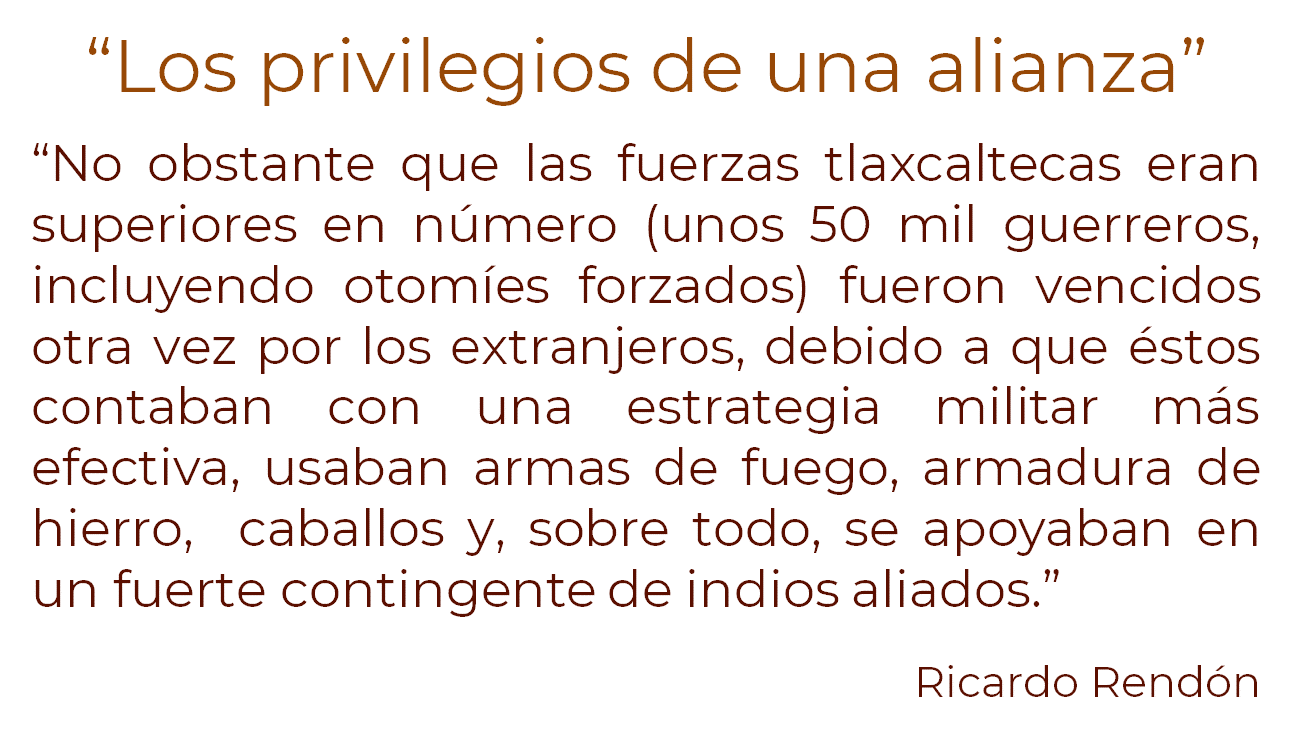 “Los privilegios de una alianza”
“No obstante que las fuerzas tlaxcaltecas eran
superiores en número (unos 50 mil guerreros,
incluyendo otomíes forzados) fueron vencidos
otra vez por los extranjeros, debido a que éstos
contaban con una estrategia militar más
efectiva, usaban armas de fuego, armadura de
hierro,  caballos y, sobre todo, se apoyaban en
un fuerte contingente de indios aliados.”
Ricardo Rendón